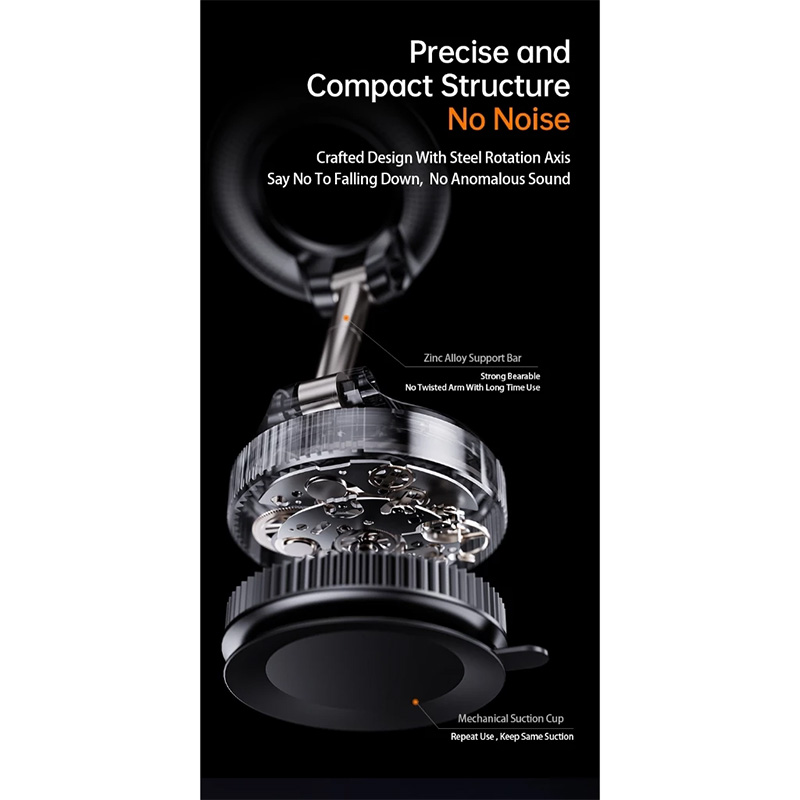 Precise and
Compact Structure
No Noise
Crafted Design With Steel Rotation Axis
Say No To Falling Down, No Anomalous Sound
Zinc Alloy Support Bar
Strong Bearable
No Twisted Arm With Long Time Use
Mechanical Suction Cup
Repeat Use , Keep Same Suction